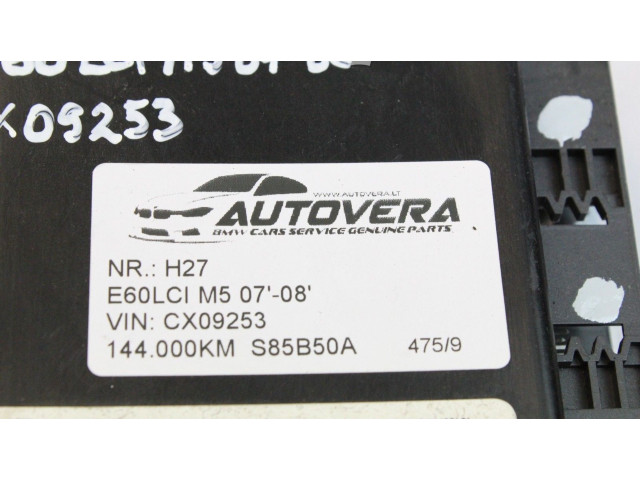 X09253
WWW.AUTOVERA.LT
AUTOVERA
BMW CARS SERVICE GENUINE PARTS
NR.: H27
E60LCI M5 07'-08'
VIN: CX09253
144.000KM S85B50A 475/9